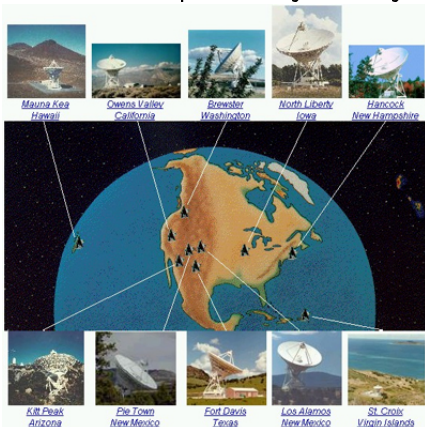 Mauna Kea
Hawaii
Owens Valley
California
Brewster
Washington
North Liberty
Iowa
Hancock
New Hampshire
Kitt Peak
Arizona
Pie Town
New Mexico
Fort Davis
Texas
Los Alamos
New Mexico
St. Croix
Virgin Islands